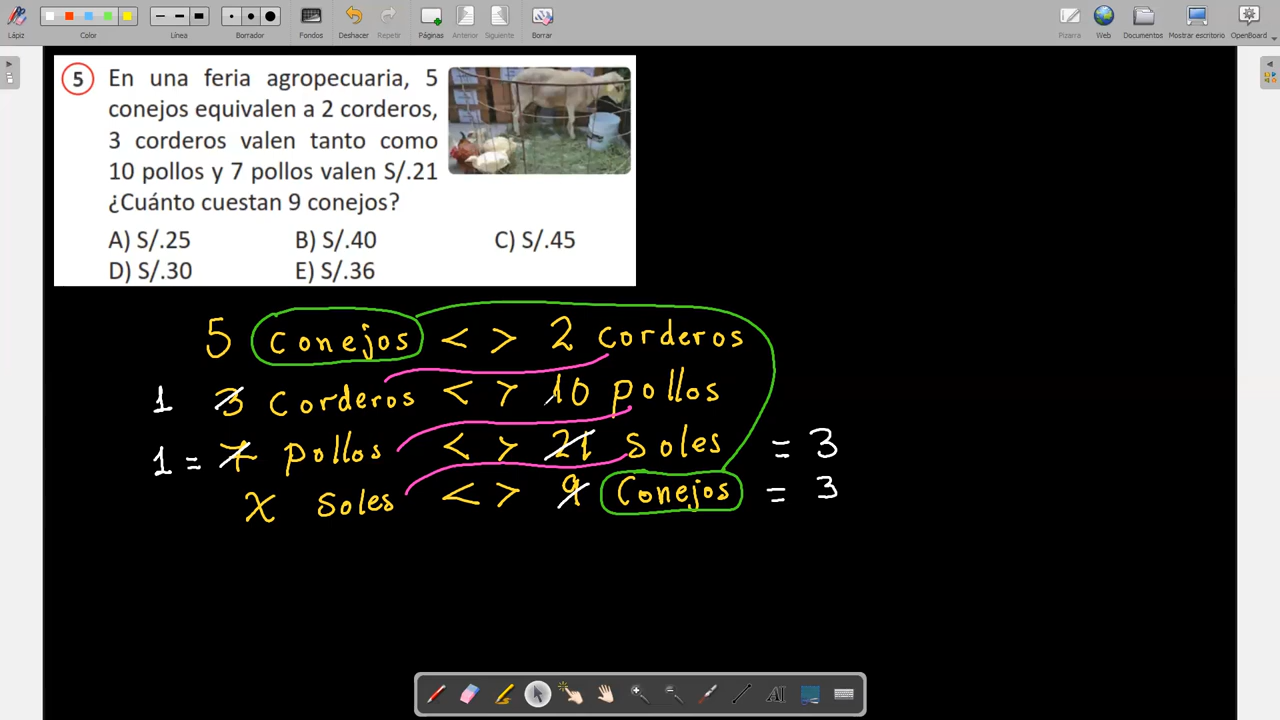 Lápiz Color Línea Borrador Fondos Deshacer Repetir Páginas Anterior Siguiente Borrar Pizarra Web Documentos Mostrar escritorio OpenBoard
5 En una feria agropecuaria, 5
conejos equivalen a 2 corderos,
3 corderos valen tanto como
10 pollos y 7 pollos valen S/.21
¿Cuánto cuestan 9 conejos?
A) S/.25 B) S/.40 C) S/.45
D) S/.30 E) S/.36
5 conejos < > 2 corderos
1 3 corderos < > 10 pollos
1 = 7 pollos < > 21 soles = 3
x soles < > 9 Conejos = 3
AI